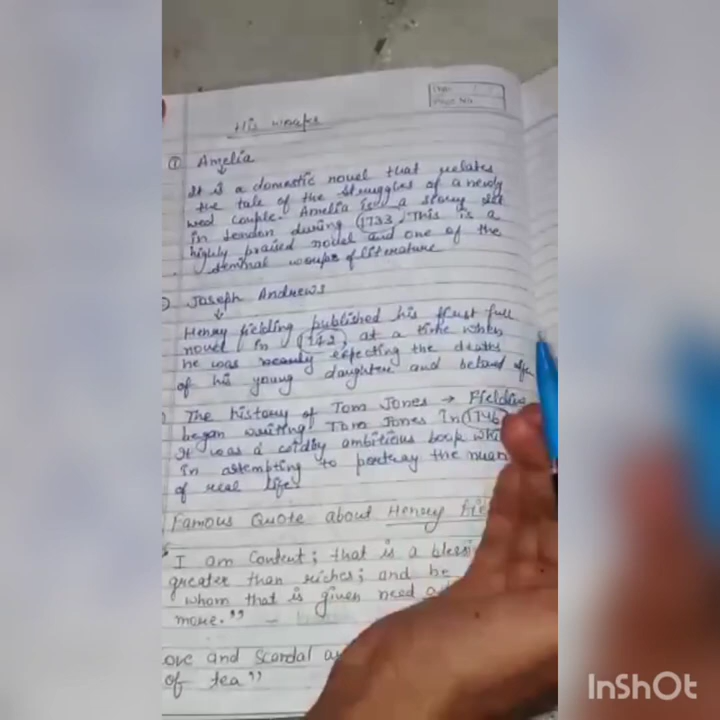 Page No.
His works
① Amelia
It is a domestic novel that relates
the tale of the struggles of a newly
wed couple. Amelia is a story set
in London during 1733. This is a
highly praised novel and one of the
seminal works of literature
Joseph Andrews
Henry Fielding published his first full
novel in 1742, at a time when
he was nearly expecting the deaths
of his young daughter and
The history of Tom Jones → Fielding
began writing Tom Jones in 1746
It was a ambitious book
in attempting to portray the
of real life.
Famous Quote about Henry Fie
"I am content; that is a blessi
greater than riches; and he
whom that is given need a
more."
ove and scandal a
of tea"
InShOt